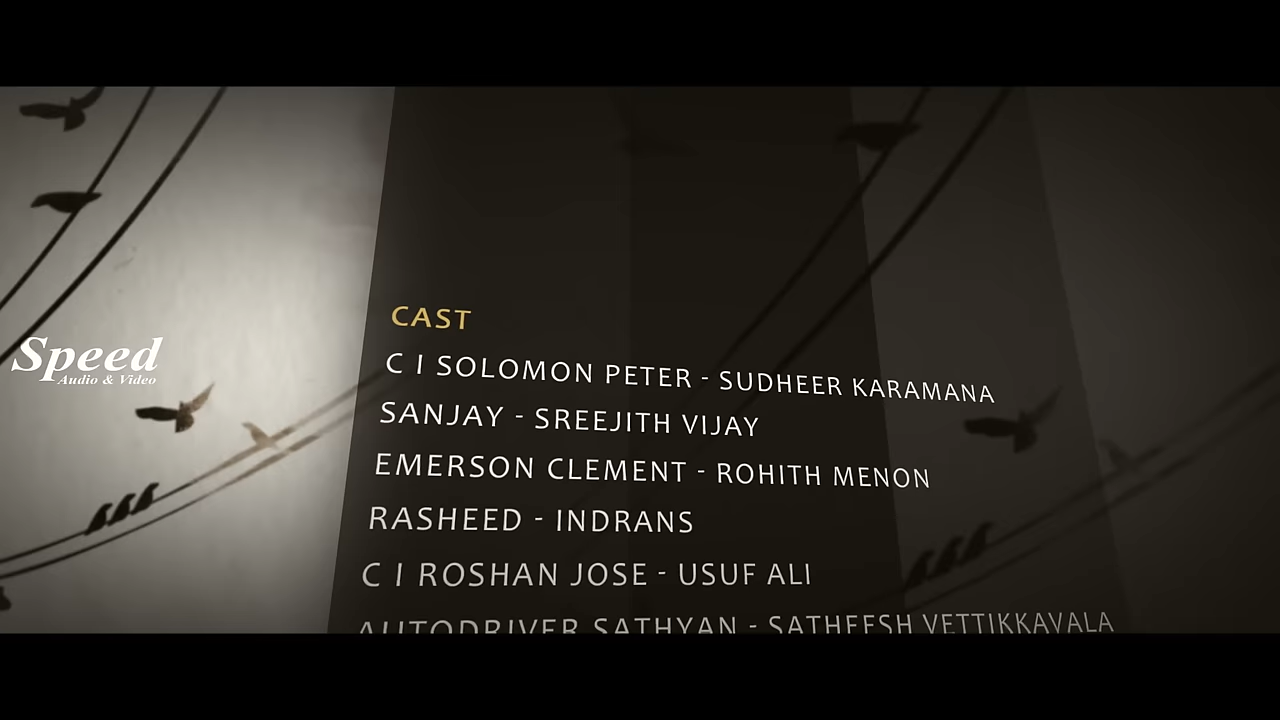 Speed
Audio & Video
CAST
C I SOLOMON PETER - SUDHEER KARAMANA
SANJAY - SREEJITH VIJAY
EMERSON CLEMENT - ROHITH MENON
RASHEED - INDRANS
C I ROSHAN JOSE - USUF ALI
AUTODRIVER SATHYAN - SATHEESH VETTIKKAVALA